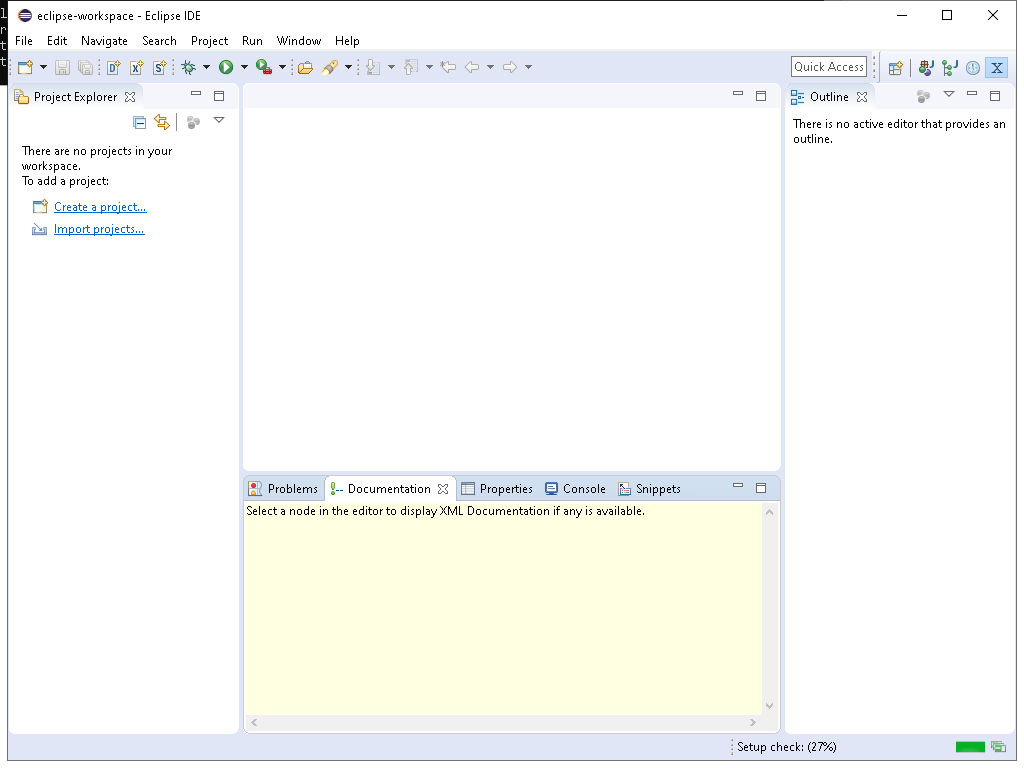 eclipse-workspace - Eclipse IDE
File Edit Navigate Search Project Run Window Help
Quick Access
Project Explorer
There are no projects in your
workspace.
To add a project:
Create a project...
Import projects...
Outline
There is no active editor that provides an
outline.
Problems Documentation Properties Console Snippets
Select a node in the editor to display XML Documentation if any is available.
Setup check: (27%)